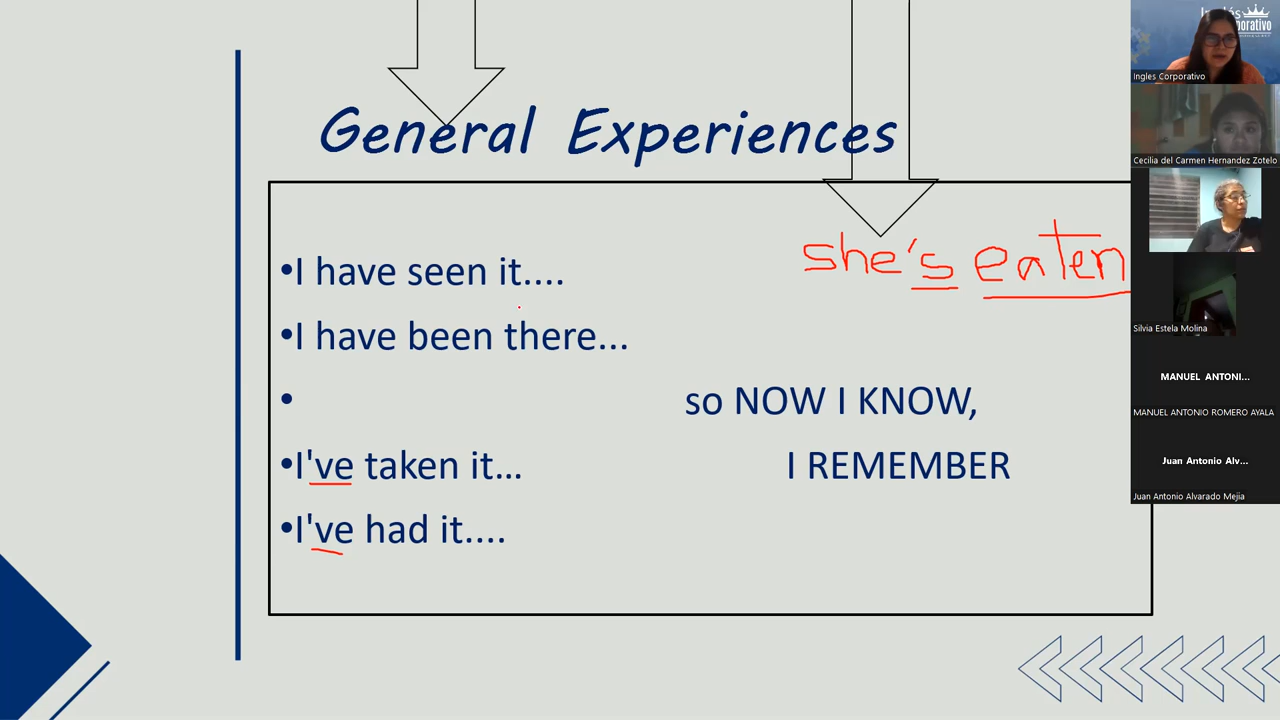 General Experiences
she's eaten
•I have seen it....
•I have been there...
• so NOW I KNOW,
•I've taken it... I REMEMBER
•I've had it....
Ingles Corporativo
Cecilia del Carmen Hernandez Zotelo
Silvia Estela Molina
MANUEL ANTONI...
MANUEL ANTONIO ROMERO AYALA
Juan Antonio Alv...
Juan Antonio Alvarado Mejia